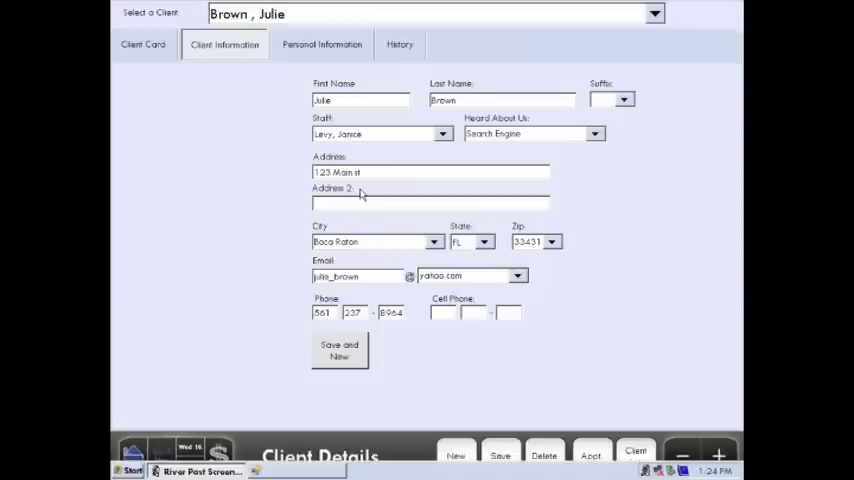 Select a Client: Brown , Julie
Client Card Client Information Personal Information History
First Name Last Name: Suffix:
Julie Brown
Staff: Heard About Us:
Levy, Janice Search Engine
Address:
123 Main st
Address 2:
City State: Zip:
Boca Raton FL 33431
Email:
julie_brown @ yahoo.com
Phone: Cell Phone:
561 237 - 8964 -
Save and
New
Wed 16
Client Details New Save Delete Appt Client - +
Start River Past Screen... 1:24 PM